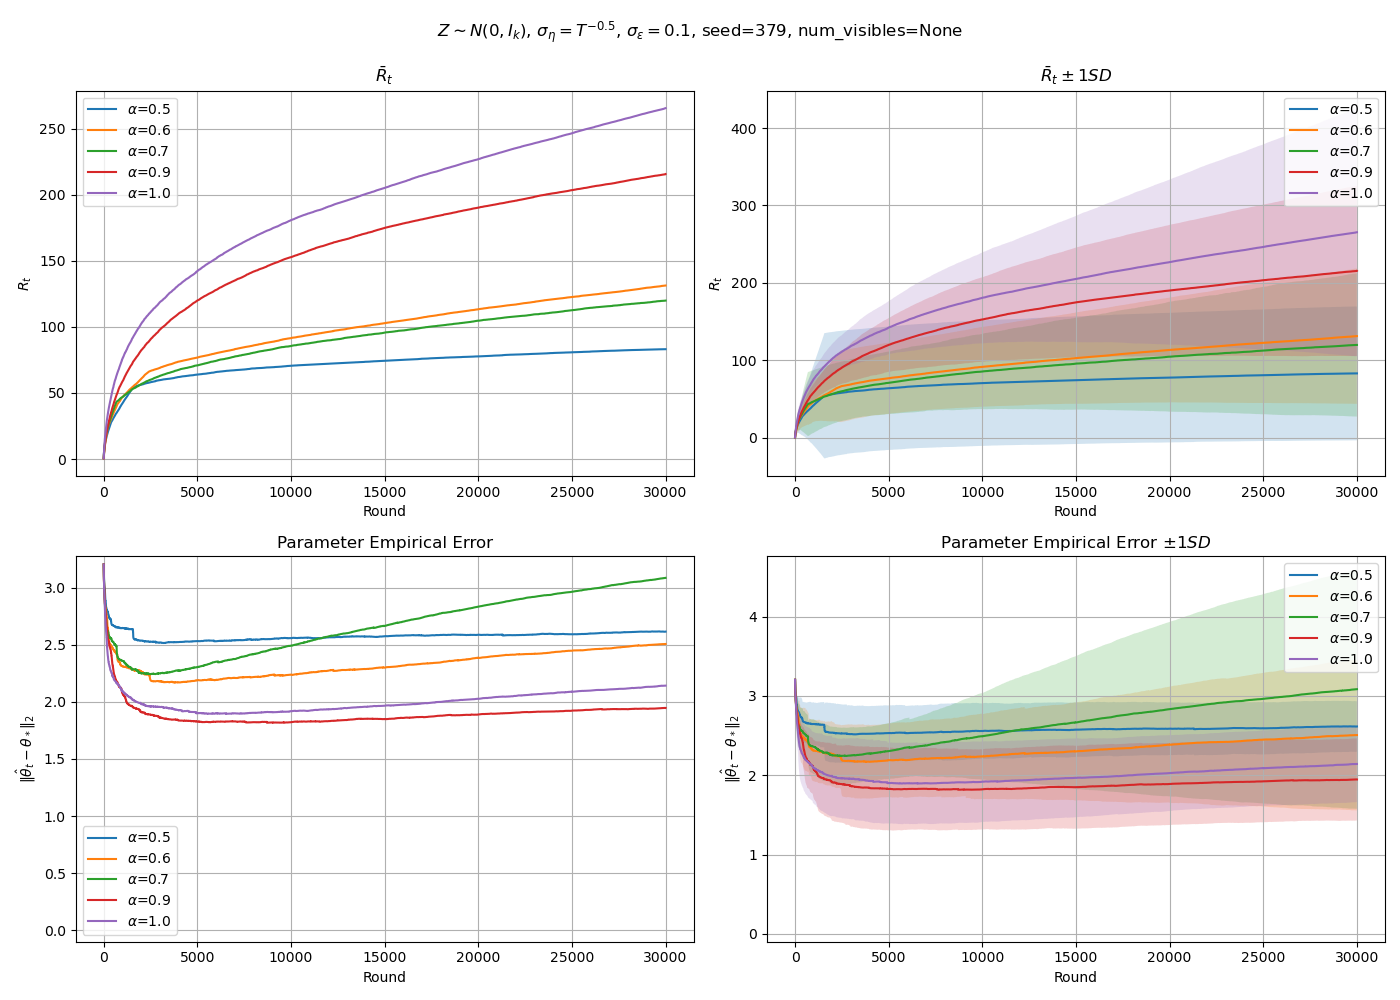 Z ~ N(0, I_k), σ_η = T^{-0.5}, σ_ε = 0.1, seed=379, num_visibles=None
R̄_t
R_t
250
200
150
100
50
0
α=0.5
α=0.6
α=0.7
α=0.9
α=1.0
0 5000 10000 15000 20000 25000 30000
Round
R̄_t ± 1SD
R_t
400
300
200
100
0
α=0.5
α=0.6
α=0.7
α=0.9
α=1.0
0 5000 10000 15000 20000 25000 30000
Round
Parameter Empirical Error
‖θ̂_t − θ_*‖_2
3.0
2.5
2.0
1.5
1.0
0.5
0.0
α=0.5
α=0.6
α=0.7
α=0.9
α=1.0
0 5000 10000 15000 20000 25000 30000
Round
Parameter Empirical Error ±1SD
‖θ̂_t − θ_*‖_2
4
3
2
1
0
α=0.5
α=0.6
α=0.7
α=0.9
α=1.0
0 5000 10000 15000 20000 25000 30000
Round